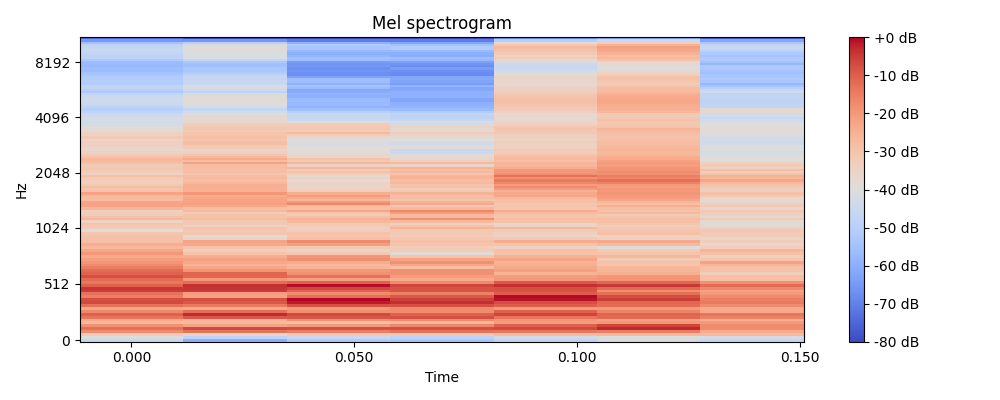 Mel spectrogram
Hz
8192
4096
2048
1024
512
0
0.000 0.050 0.100 0.150
Time
+0 dB
-10 dB
-20 dB
-30 dB
-40 dB
-50 dB
-60 dB
-70 dB
-80 dB